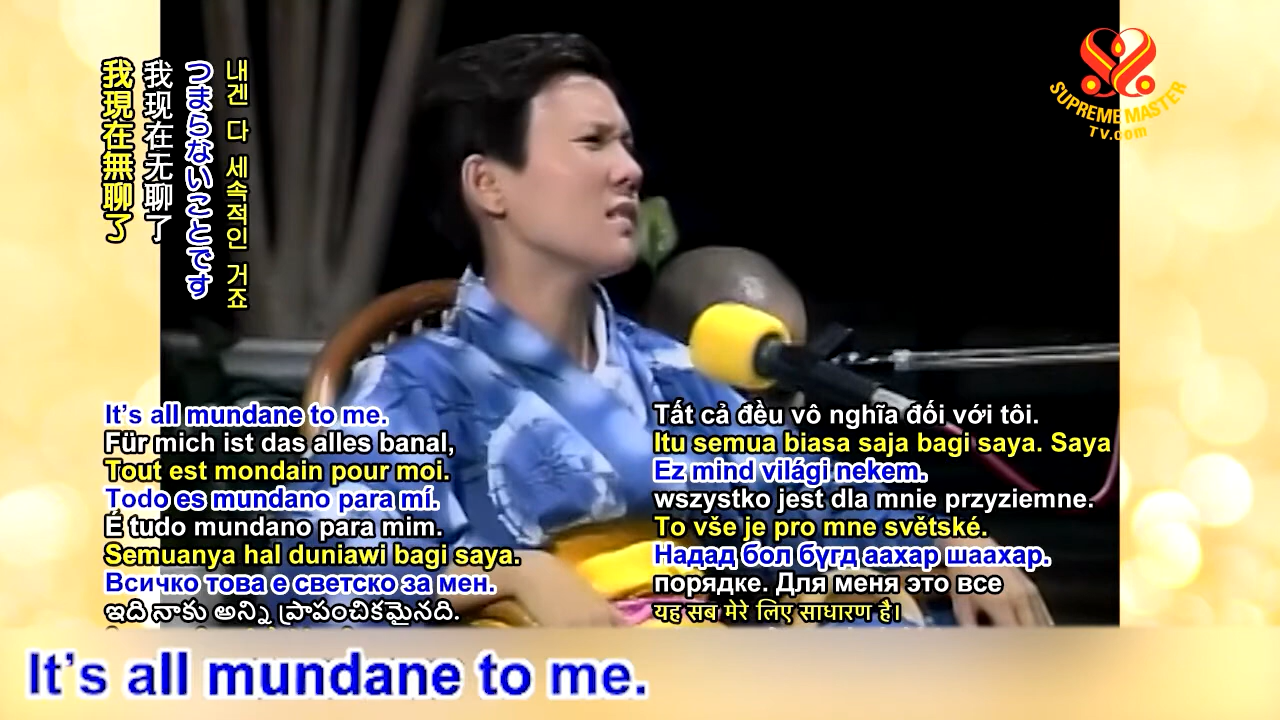 我現在無聊了
我现在无聊了
つまらないことです
내겐 다 세속적인 거죠
SUPREME MASTER
TV.com
It's all mundane to me.
Für mich ist das alles banal,
Tout est mondain pour moi.
Todo es mundano para mí.
É tudo mundano para mim.
Semuanya hal duniawi bagi saya.
Всичко това е светско за мен.
ఇది నాకు అన్ని ప్రాపంచికమైనది.
Tất cả đều vô nghĩa đối với tôi.
Itu semua biasa saja bagi saya. Saya
Ez mind világi nekem.
wszystko jest dla mnie przyziemne.
To vše je pro mne světské.
Надад бол бүгд аахар шаахар.
порядке. Для меня это все
यह सब मेरे लिए साधारण है।
It's all mundane to me.